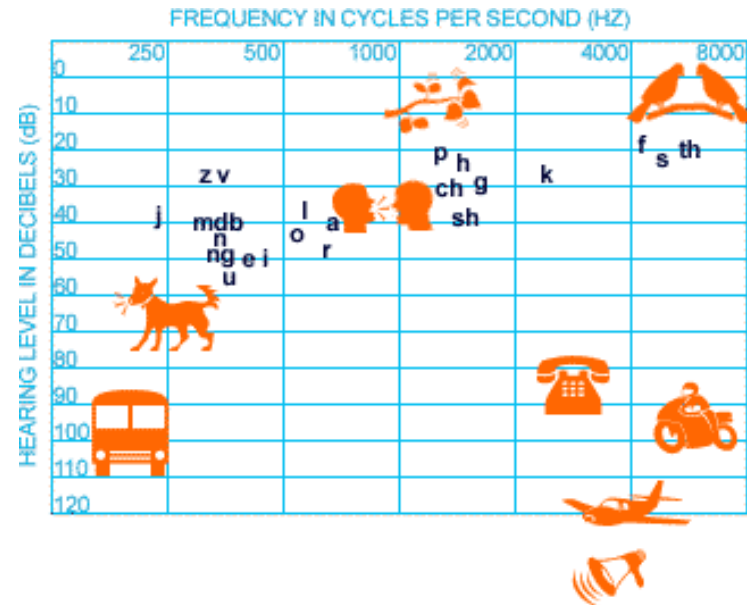 FREQUENCY IN CYCLES PER SECOND (HZ)
250 500 1000 2000 4000 8000
HEARING LEVEL IN DECIBELS (dB)
0
10
20
f
p
h
s
th
z v
k
g
30
ch
l
j
a
sh
40
mdb
o
n
r
ng
e
i
50
u
60
70
80
90
100
110
120